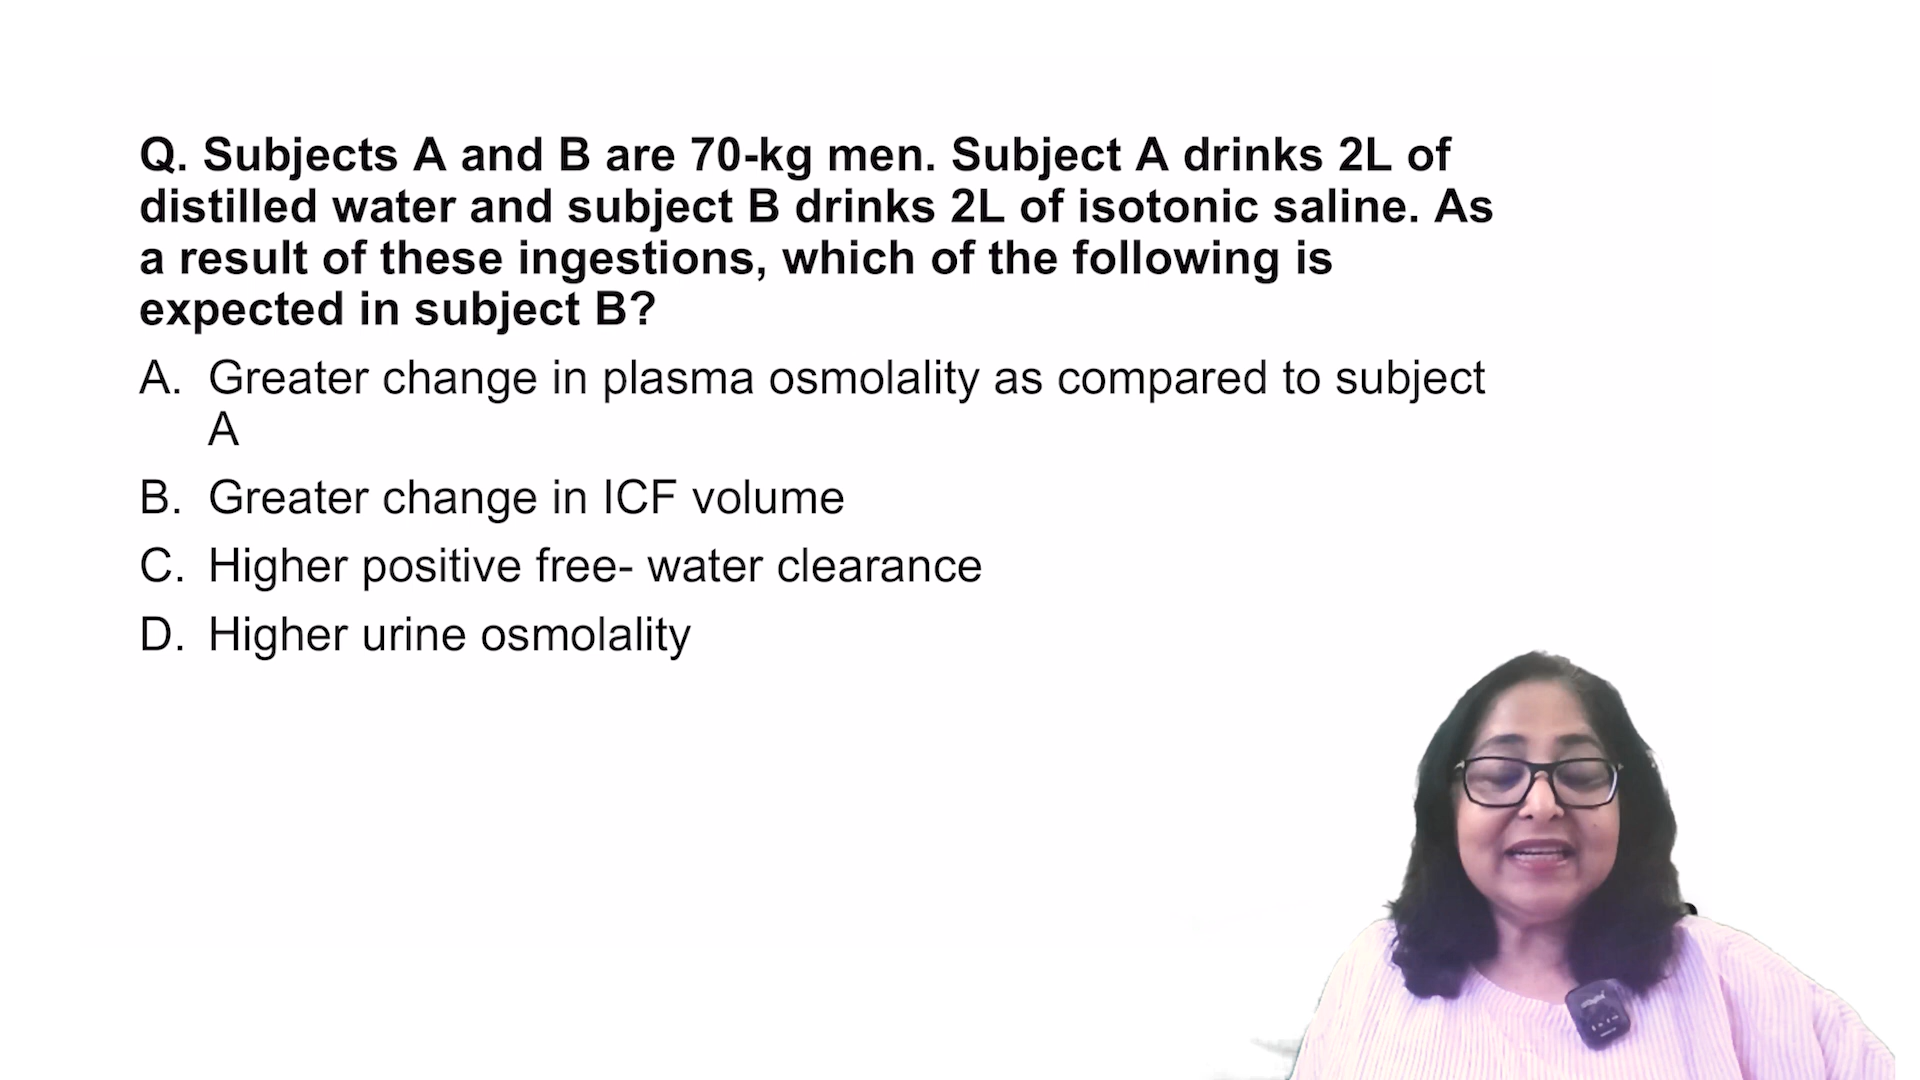 Q. Subjects A and B are 70-kg men. Subject A drinks 2L of
distilled water and subject B drinks 2L of isotonic saline. As
a result of these ingestions, which of the following is
expected in subject B?
A. Greater change in plasma osmolality as compared to subject
A
B. Greater change in ICF volume
C. Higher positive free- water clearance
D. Higher urine osmolality